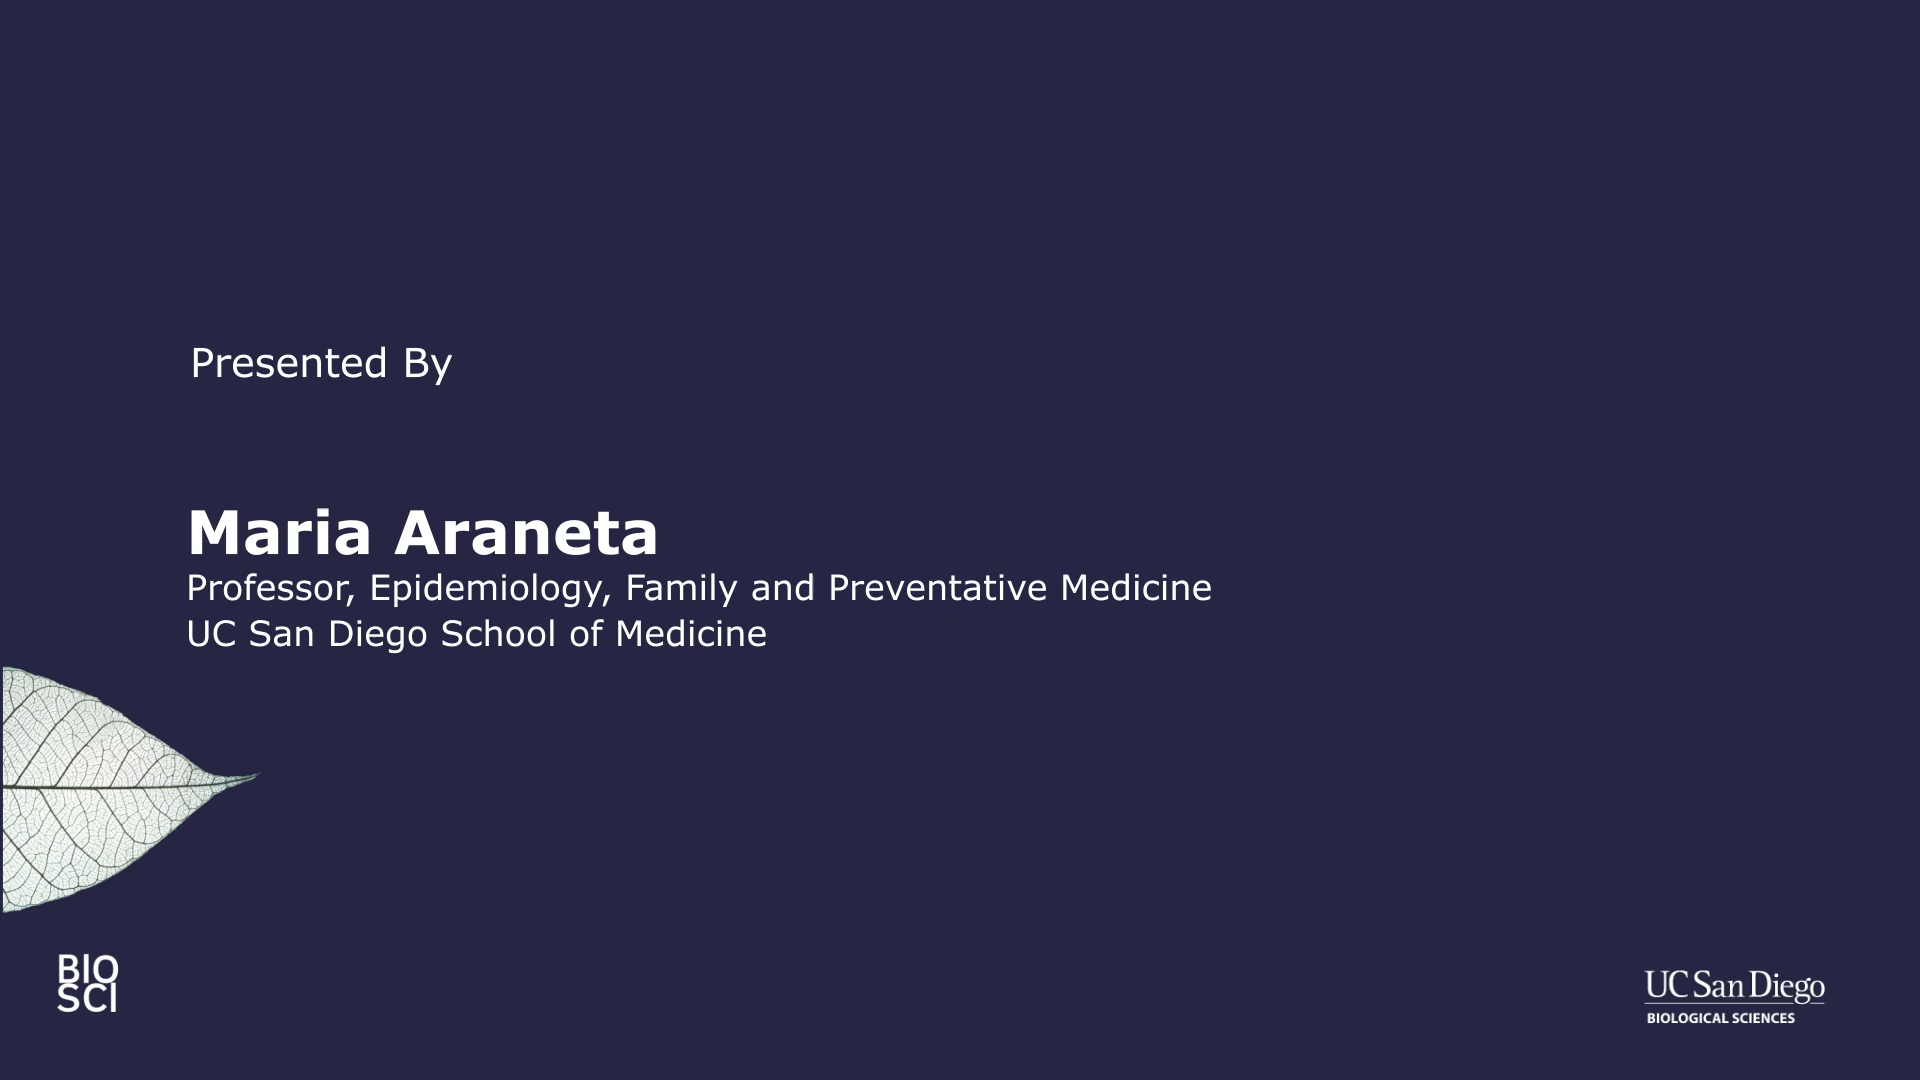 Presented By
Maria Araneta
Professor, Epidemiology, Family and Preventative Medicine
UC San Diego School of Medicine
BIO
SCI
UC San Diego
BIOLOGICAL SCIENCES